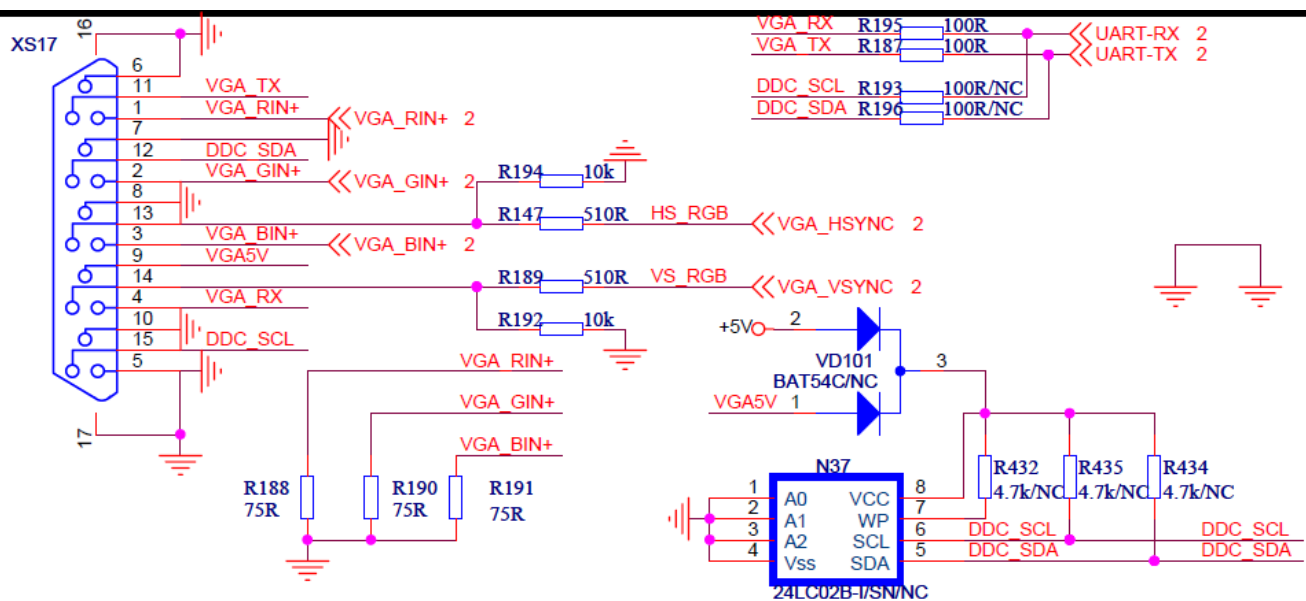 XS17
16
6
11 VGA_TX
1 VGA_RIN+ VGA_RIN+ 2
7
12 DDC_SDA
2 VGA_GIN+ VGA_GIN+ 2
8
13
3 VGA_BIN+ VGA_BIN+ 2
9 VGA5V
14
4 VGA_RX
10
15 DDC_SCL
5
17
VGA_RX R195 100R UART-RX 2
VGA_TX R187 100R UART-TX 2
DDC_SCL R193 100R/NC
DDC_SDA R196 100R/NC
R194 10k
R147 510R HS_RGB VGA_HSYNC 2
R189 510R VS_RGB VGA_VSYNC 2
R192 10k
VGA_RIN+
VGA_GIN+
VGA_BIN+
R188
75R
R190
75R
R191
75R
+5V 2
VD101 3
BAT54C/NC
VGA5V 1
N37
1 A0 VCC 8
2 A1 WP 7
3 A2 SCL 6 DDC_SCL DDC_SCL
4 Vss SDA 5 DDC_SDA DDC_SDA
24LC02B-I/SN/NC
R432
4.7k/NC
R435
4.7k/NC
R434
4.7k/NC